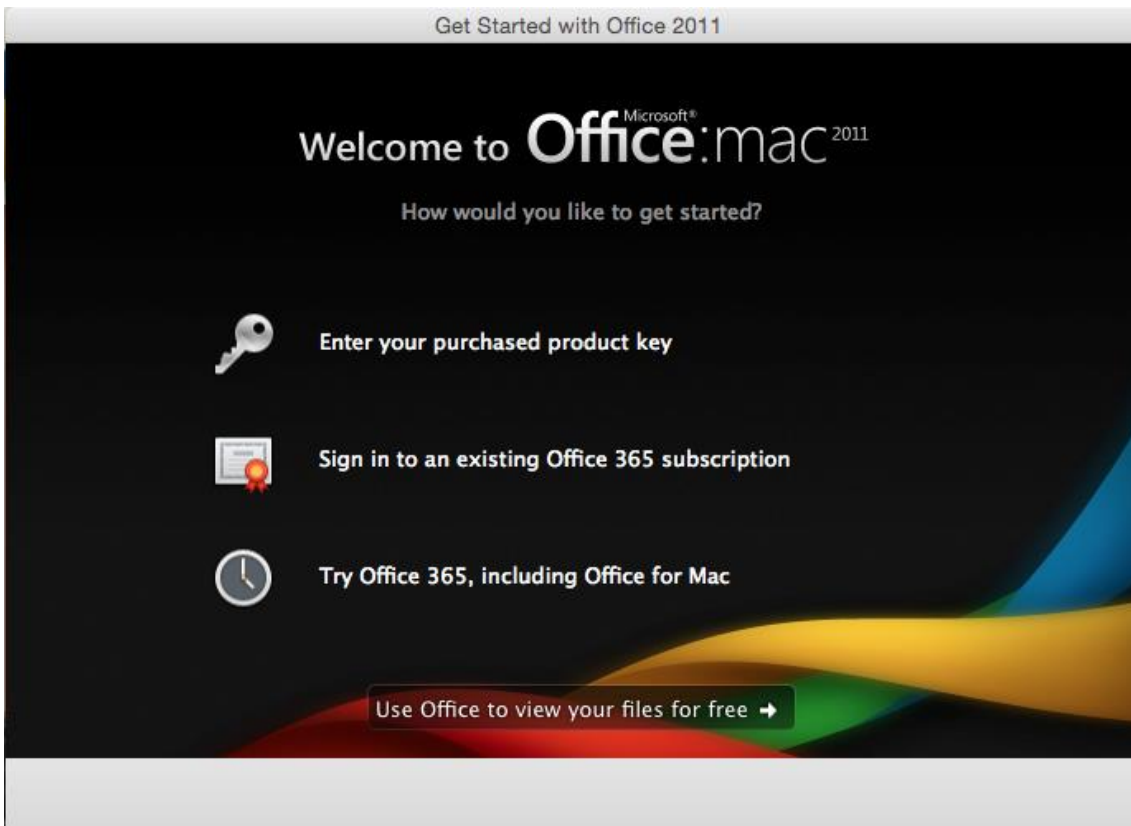 Get Started with Office 2011
Welcome to Microsoft® Office:mac 2011
How would you like to get started?
Enter your purchased product key
Sign in to an existing Office 365 subscription
Try Office 365, including Office for Mac
Use Office to view your files for free